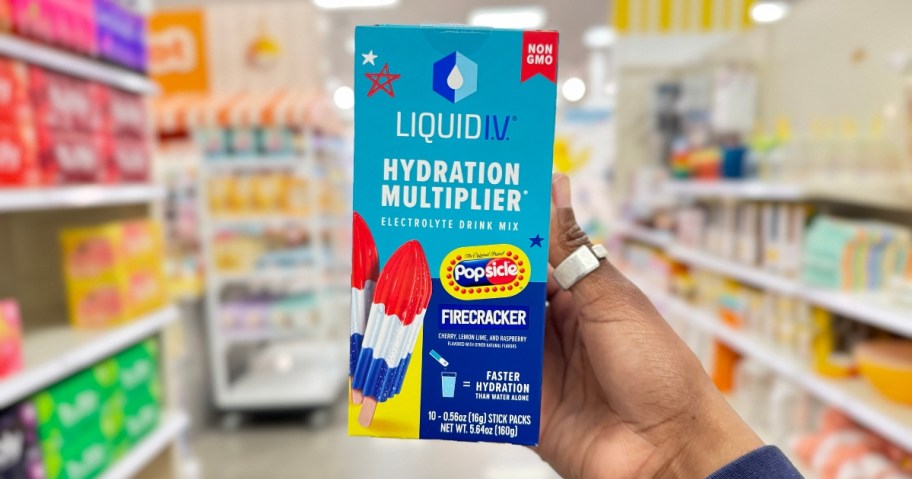 NON
GMO
LIQUID I.V.®
HYDRATION
MULTIPLIER®
ELECTROLYTE DRINK MIX
The Original Brand
Popsicle
FIRECRACKER
CHERRY, LEMON LIME, AND RASPBERRY
FLAVORED WITH OTHER NATURAL FLAVORS
= FASTER
HYDRATION
THAN WATER ALONE
10 - 0.56oz (16g) STICK PACKS
NET WT. 5.64oz (160g)